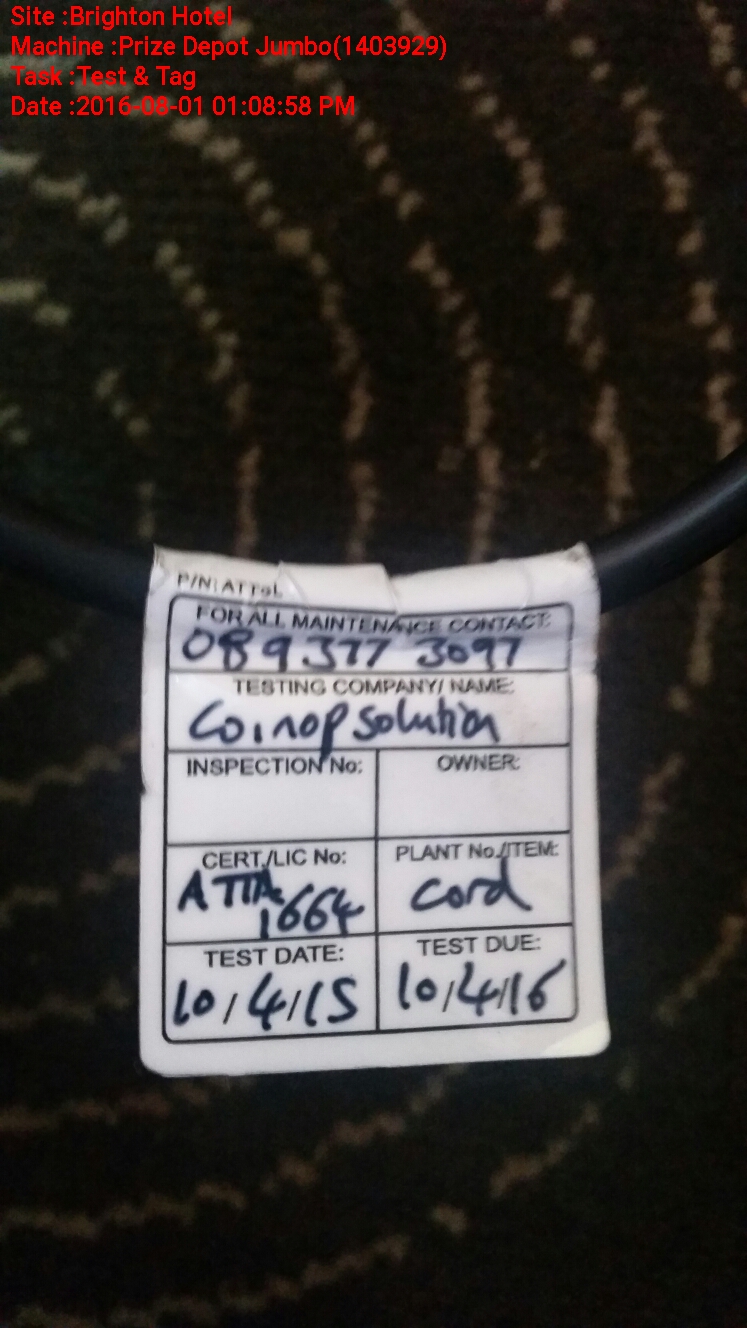 Site :Brighton Hotel
Machine :Prize Depot Jumbo(1403929)
Task :Test & Tag
Date :2016-08-01 01:08:58 PM
P/N:
FOR ALL MAINTENANCE CONTACT:
089 377 3097
TESTING COMPANY/ NAME:
Coinop solution
INSPECTION No:
OWNER:
CERT./LIC No:
ATTA
1664
PLANT No./ITEM:
Cord
TEST DATE:
10/4/15
TEST DUE:
10/4/16